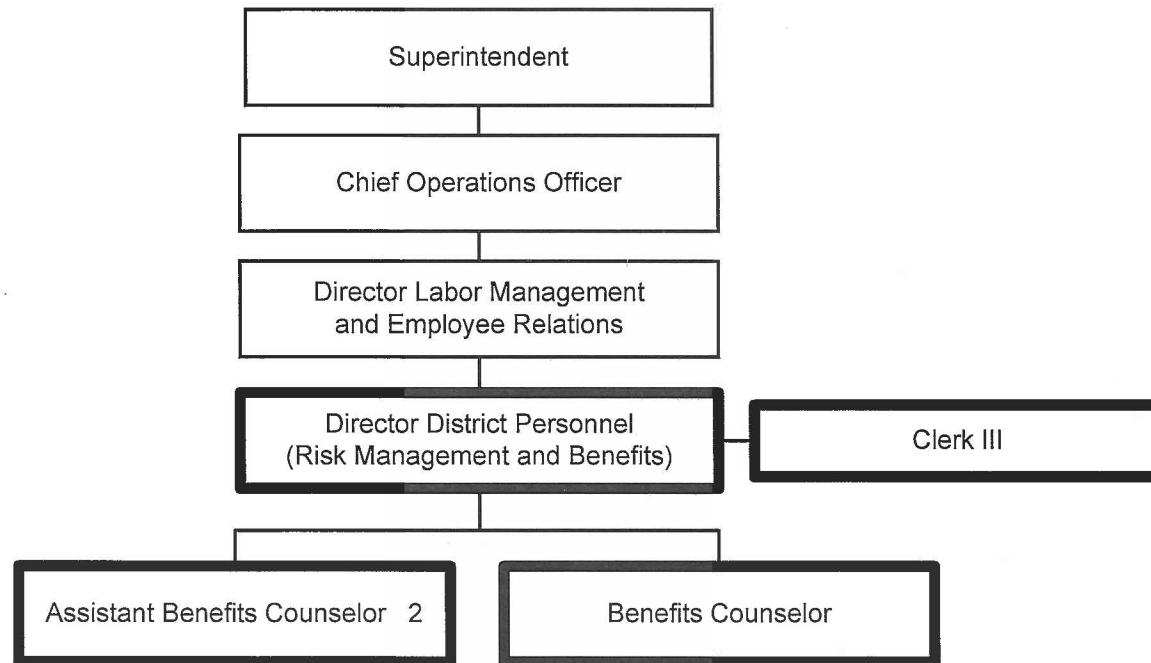 Superintendent
Chief Operations Officer
Director Labor Management
and Employee Relations
Director District Personnel
(Risk Management and Benefits)
Clerk III
Assistant Benefits Counselor 2
Benefits Counselor